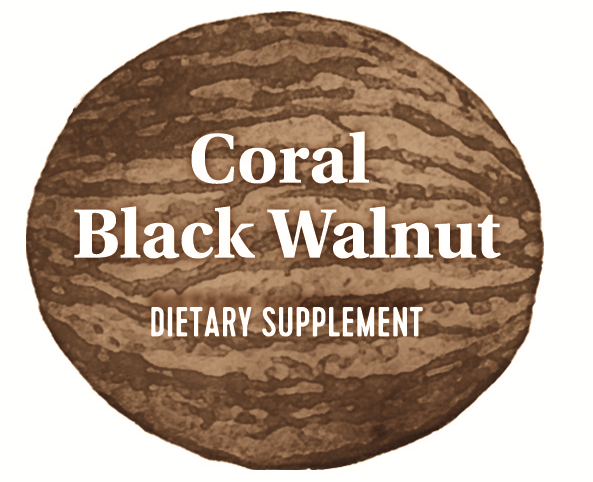 Coral
Black Walnut
DIETARY SUPPLEMENT